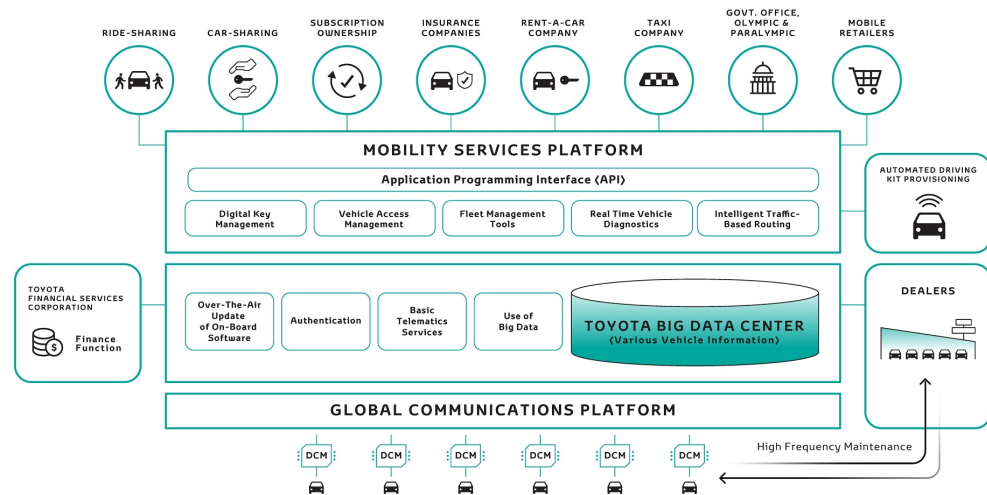 RIDE-SHARING
CAR-SHARING
SUBSCRIPTION
OWNERSHIP
INSURANCE
COMPANIES
RENT-A-CAR
COMPANY
TAXI
COMPANY
GOVT. OFFICE,
OLYMPIC &
PARALYMPIC
MOBILE
RETAILERS
MOBILITY SERVICES PLATFORM
Application Programming Interface (API)
Digital Key
Management
Vehicle Access
Management
Fleet Management
Tools
Real Time Vehicle
Diagnostics
Intelligent Traffic-
Based Routing
AUTOMATED DRIVING
KIT PROVISIONING
TOYOTA
FINANCIAL SERVICES
CORPORATION
$
Finance
Function
Over-The-Air
Update
of On-Board
Software
Authentication
Basic
Telematics
Services
Use of
Big Data
TOYOTA BIG DATA CENTER
(Various Vehicle Information)
DEALERS
GLOBAL COMMUNICATIONS PLATFORM
DCM
DCM
DCM
DCM
DCM
DCM
High Frequency Maintenance